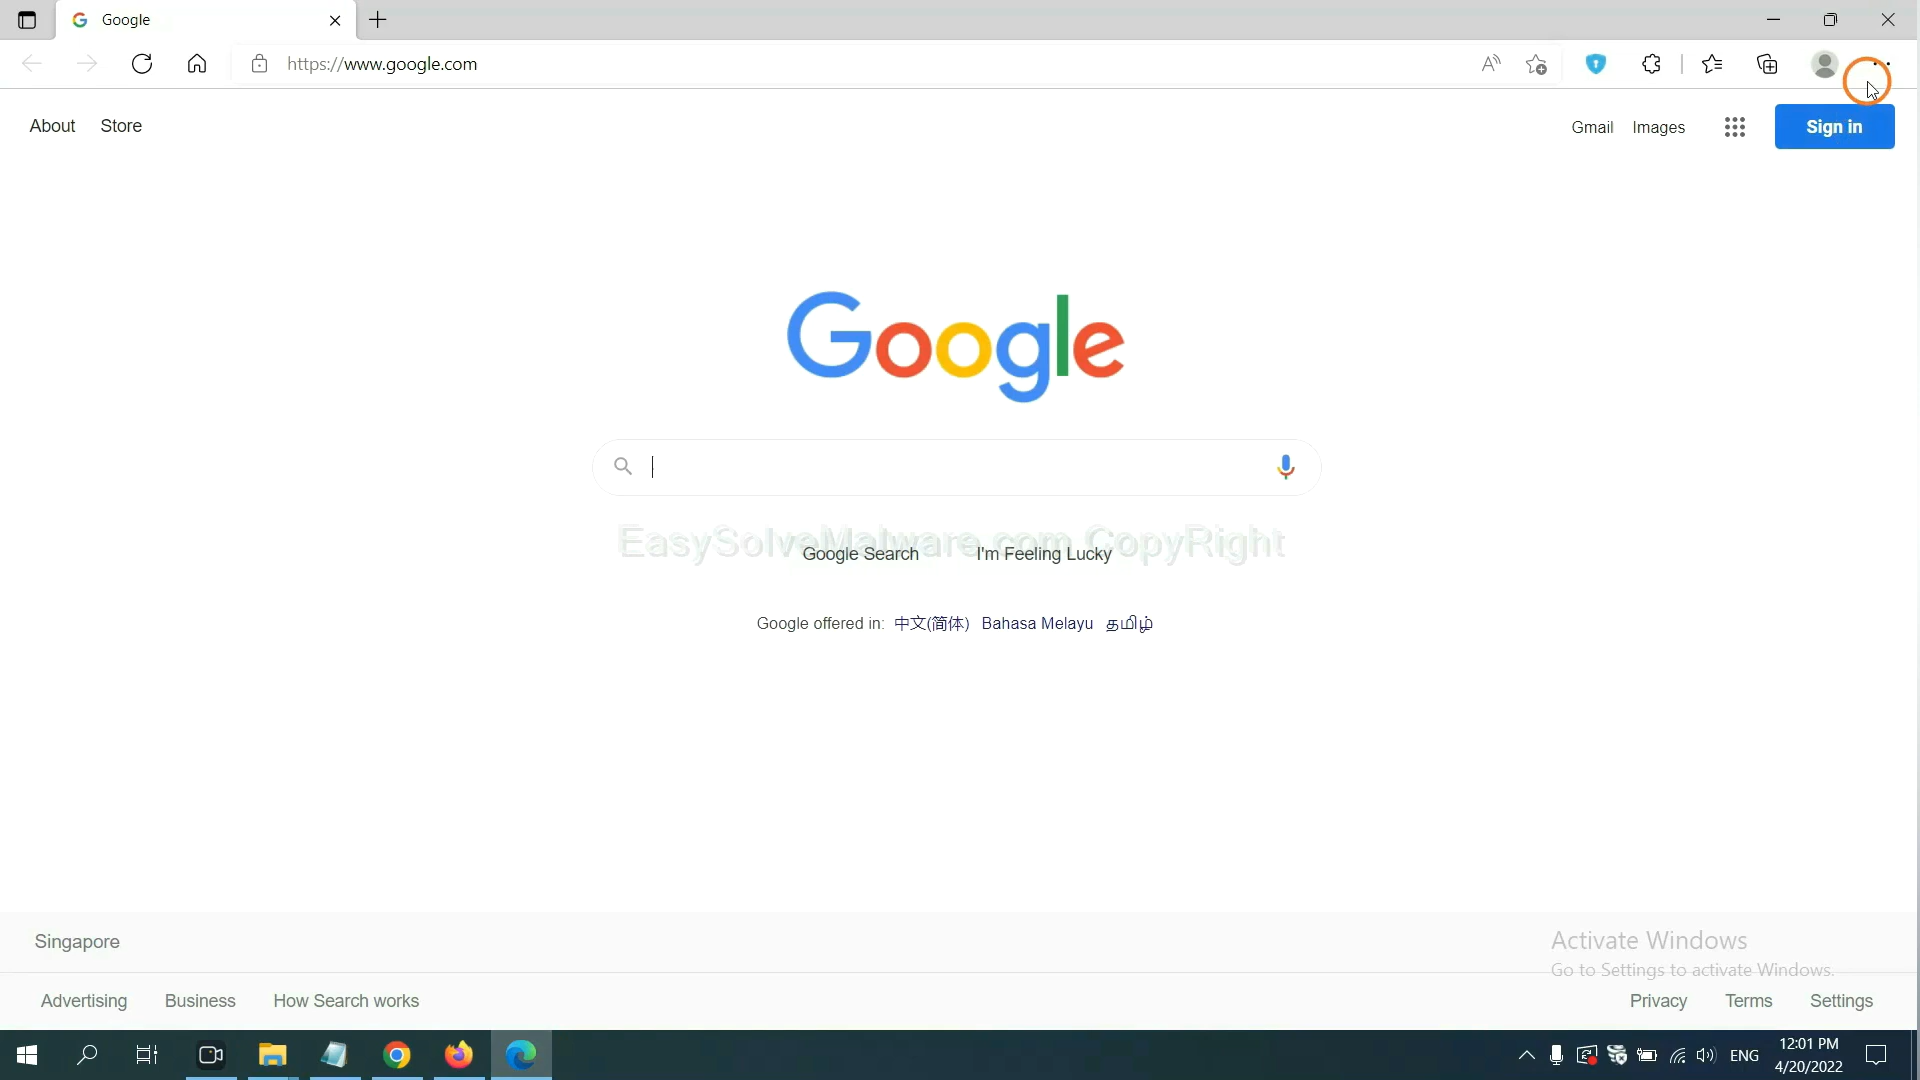 Google
https://www.google.com
About Store
Gmail Images Sign in
Google
EasySolveMalware.com CopyRight
Google Search I'm Feeling Lucky
Google offered in: 中文(简体) Bahasa Melayu தமிழ்
Singapore
Activate Windows
Go to Settings to activate Windows.
Advertising Business How Search works
Privacy Terms Settings
ENG
12:01 PM
4/20/2022